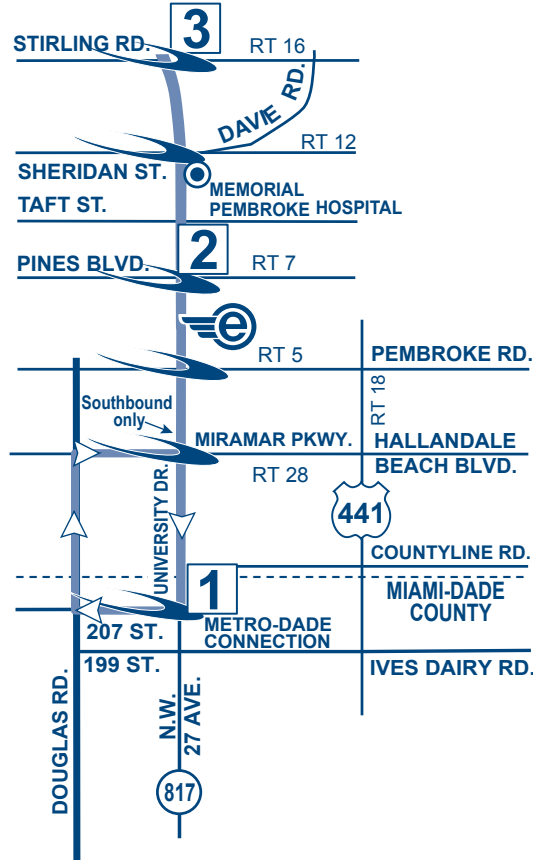 3
STIRLING RD.
RT 16
DAVIE RD.
RT 12
SHERIDAN ST.
MEMORIAL
PEMBROKE HOSPITAL
TAFT ST.
2
PINES BLVD.
RT 7
e
RT 5
PEMBROKE RD.
RT 18
Southbound
only
MIRAMAR PKWY.
HALLANDALE
BEACH BLVD.
RT 28
UNIVERSITY DR.
441
COUNTYLINE RD.
1
MIAMI-DADE
COUNTY
207 ST.
METRO-DADE
CONNECTION
199 ST.
IVES DAIRY RD.
DOUGLAS RD.
N.W.
27 AVE.
817